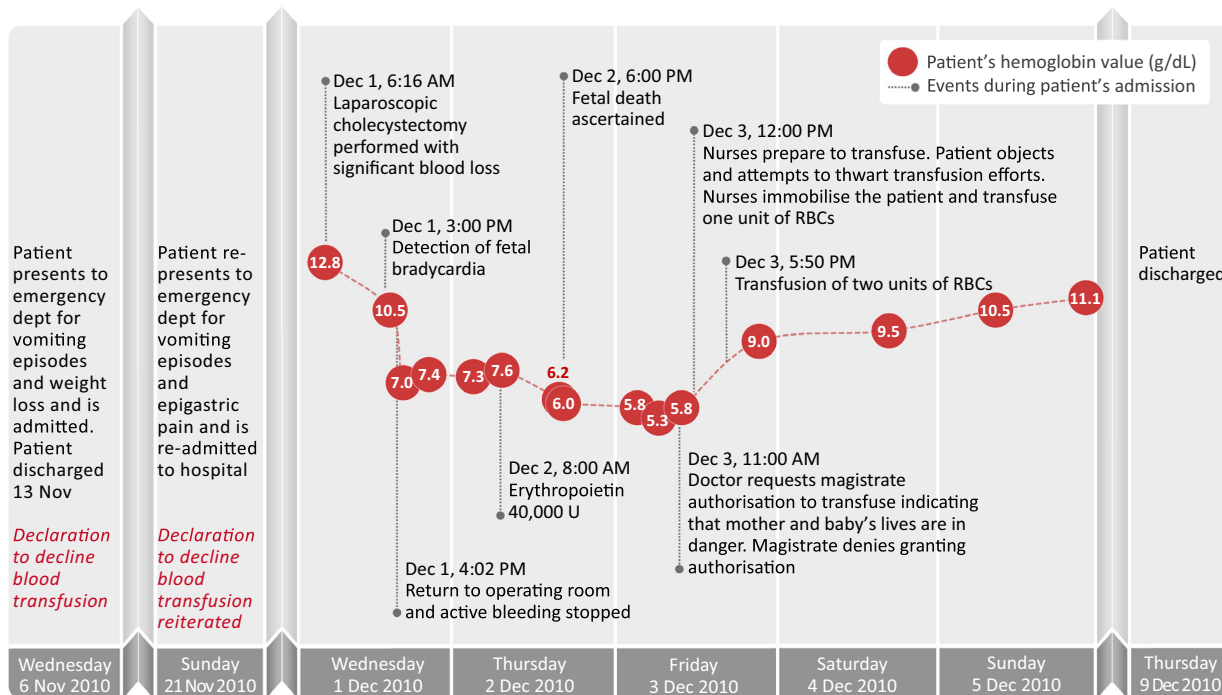 Patient’s hemoglobin value (g/dL)
Events during patient’s admission
Patient
presents to
emergency
dept for
vomiting
episodes
and weight
loss and is
admitted.
Patient
discharged
13 Nov
Declaration
to decline
blood
transfusion
Patient re-
presents to
emergency
dept for
vomiting
episodes
and
epigastric
pain and is
re-admitted
to hospital
Declaration
to decline
blood
transfusion
reiterated
Dec 1, 6:16 AM
Laparoscopic
cholecystectomy
performed with
significant blood loss
Dec 1, 3:00 PM
Detection of fetal
bradycardia
Dec 1, 4:02 PM
Return to operating room
and active bleeding stopped
Dec 2, 8:00 AM
Erythropoietin
40,000 U
Dec 2, 6:00 PM
Fetal death
ascertained
Dec 3, 11:00 AM
Doctor requests magistrate
authorisation to transfuse indicating
that mother and baby’s lives are in
danger. Magistrate denies granting
authorisation
Dec 3, 12:00 PM
Nurses prepare to transfuse. Patient objects
and attempts to thwart transfusion efforts.
Nurses immobilise the patient and transfuse
one unit of RBCs
Dec 3, 5:50 PM
Transfusion of two units of RBCs
Patient
discharged
12.8
10.5
7.0
7.4
7.3
7.6
6.2
6.0
5.8
5.3
5.8
9.0
9.5
10.5
11.1
Wednesday
6 Nov 2010
Sunday
21 Nov 2010
Wednesday
1 Dec 2010
Thursday
2 Dec 2010
Friday
3 Dec 2010
Saturday
4 Dec 2010
Sunday
5 Dec 2010
Thursday
9 Dec 2010